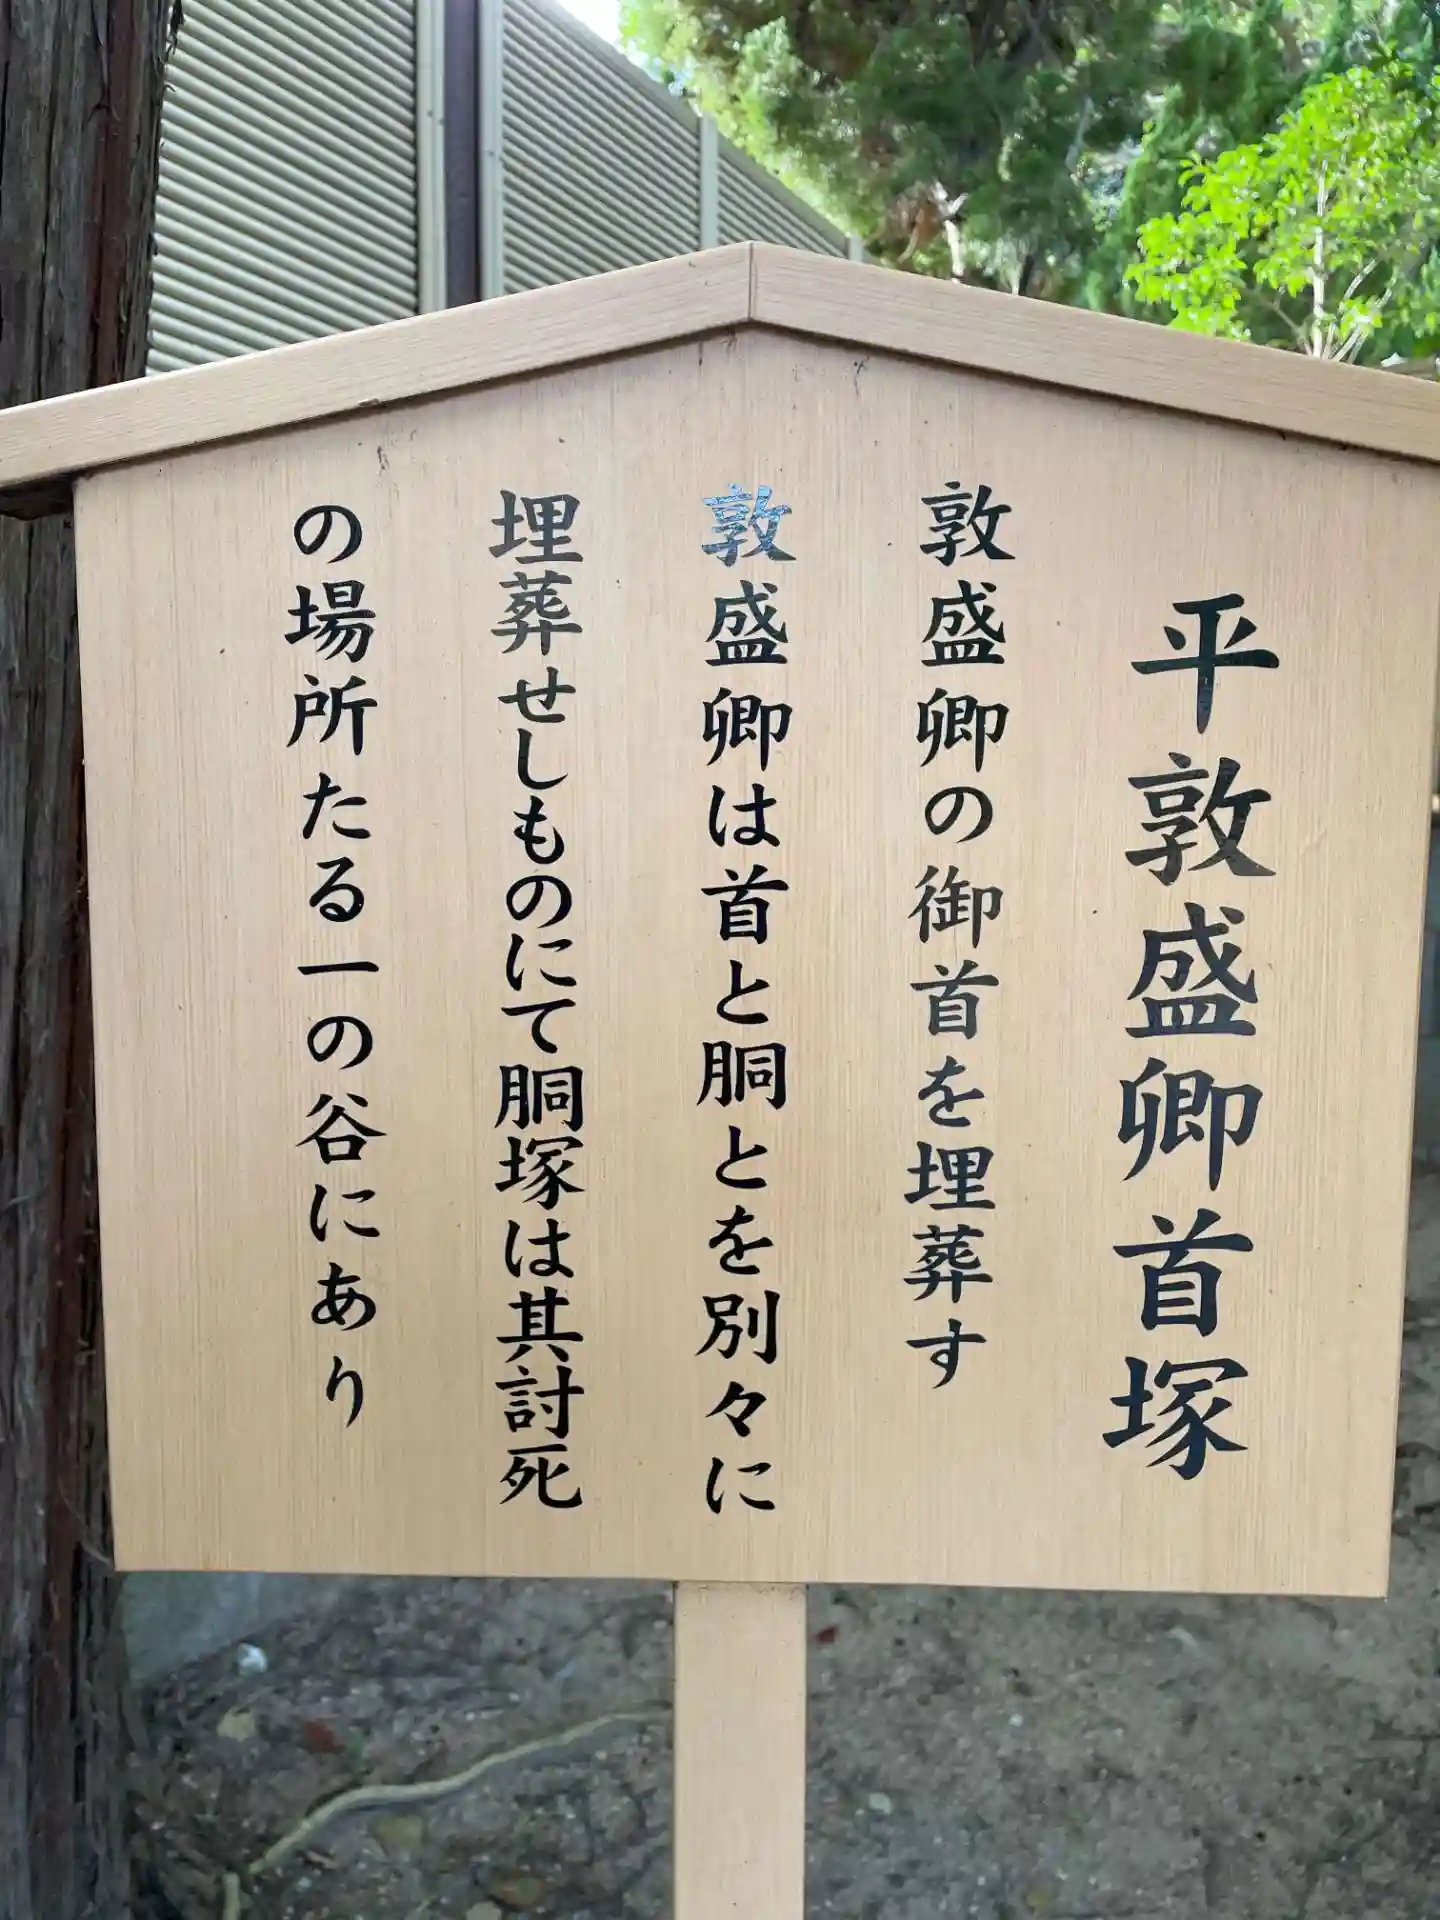 平敦盛卿首塚
敦盛卿の御首を埋葬す
敦盛卿は首と胴とを別々に
埋葬せしものにて胴塚は其討死
の場所たる一の谷にあり